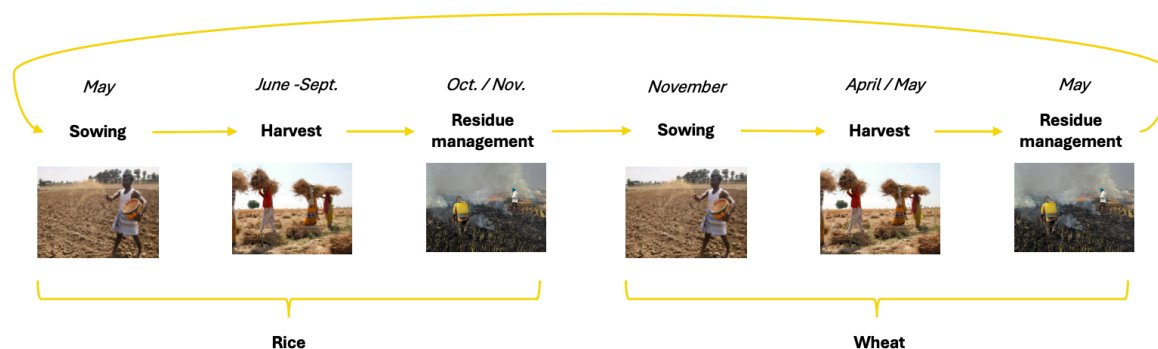 May
June -Sept.
Oct. / Nov.
November
April / May
May
Sowing
Harvest
Residue
management
Sowing
Harvest
Residue
management
Rice
Wheat